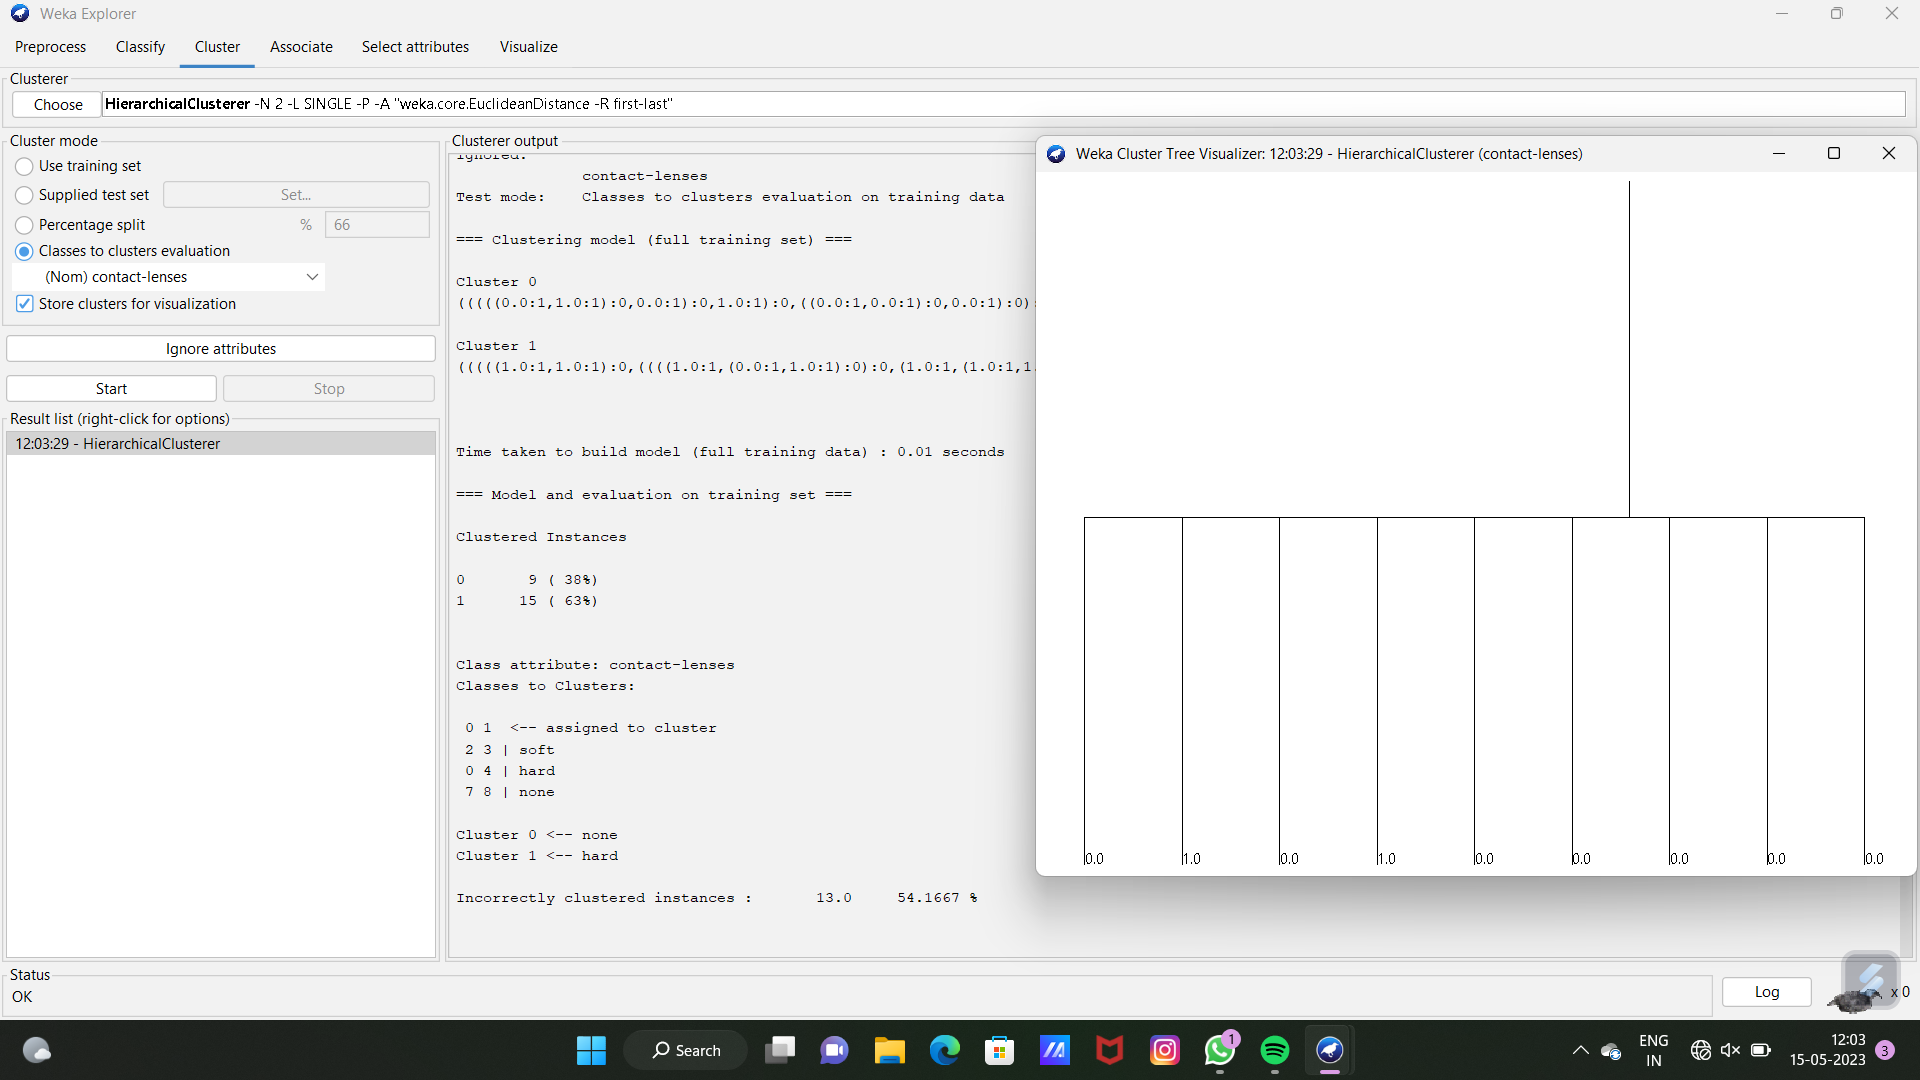 Weka Explorer
Preprocess Classify Cluster Associate Select attributes Visualize
Clusterer
Choose HierarchicalClusterer -N 2 -L SINGLE -P -A "weka.core.EuclideanDistance -R first-last"
Cluster mode
Use training set
Supplied test set Set...
Percentage split % 66
Classes to clusters evaluation
(Nom) contact-lenses
Store clusters for visualization
Ignore attributes
Start Stop
Result list (right-click for options)
12:03:29 - HierarchicalClusterer
Clusterer output
Ignored:
contact-lenses
Test mode: Classes to clusters evaluation on training data
=== Clustering model (full training set) ===
Cluster 0
(((((0.0:1,1.0:1):0,0.0:1):0,1.0:1):0,((0.0:1,0.0:1):0,0.0:1):0):
Cluster 1
(((((1.0:1,1.0:1):0,((((1.0:1,(0.0:1,1.0:1):0):0,(1.0:1,(1.0:1,1.
Time taken to build model (full training data) : 0.01 seconds
=== Model and evaluation on training set ===
Clustered Instances
0 9 ( 38%)
1 15 ( 63%)
Class attribute: contact-lenses
Classes to Clusters:
0 1 <-- assigned to cluster
2 3 | soft
0 4 | hard
7 8 | none
Cluster 0 <-- none
Cluster 1 <-- hard
Incorrectly clustered instances : 13.0 54.1667 %
Weka Cluster Tree Visualizer: 12:03:29 - HierarchicalClusterer (contact-lenses)
0.0 1.0 0.0 1.0 0.0 0.0 0.0 0.0 0.0
Status
OK
Log x 0
Search
1
ENG
IN
12:03
15-05-2023
3